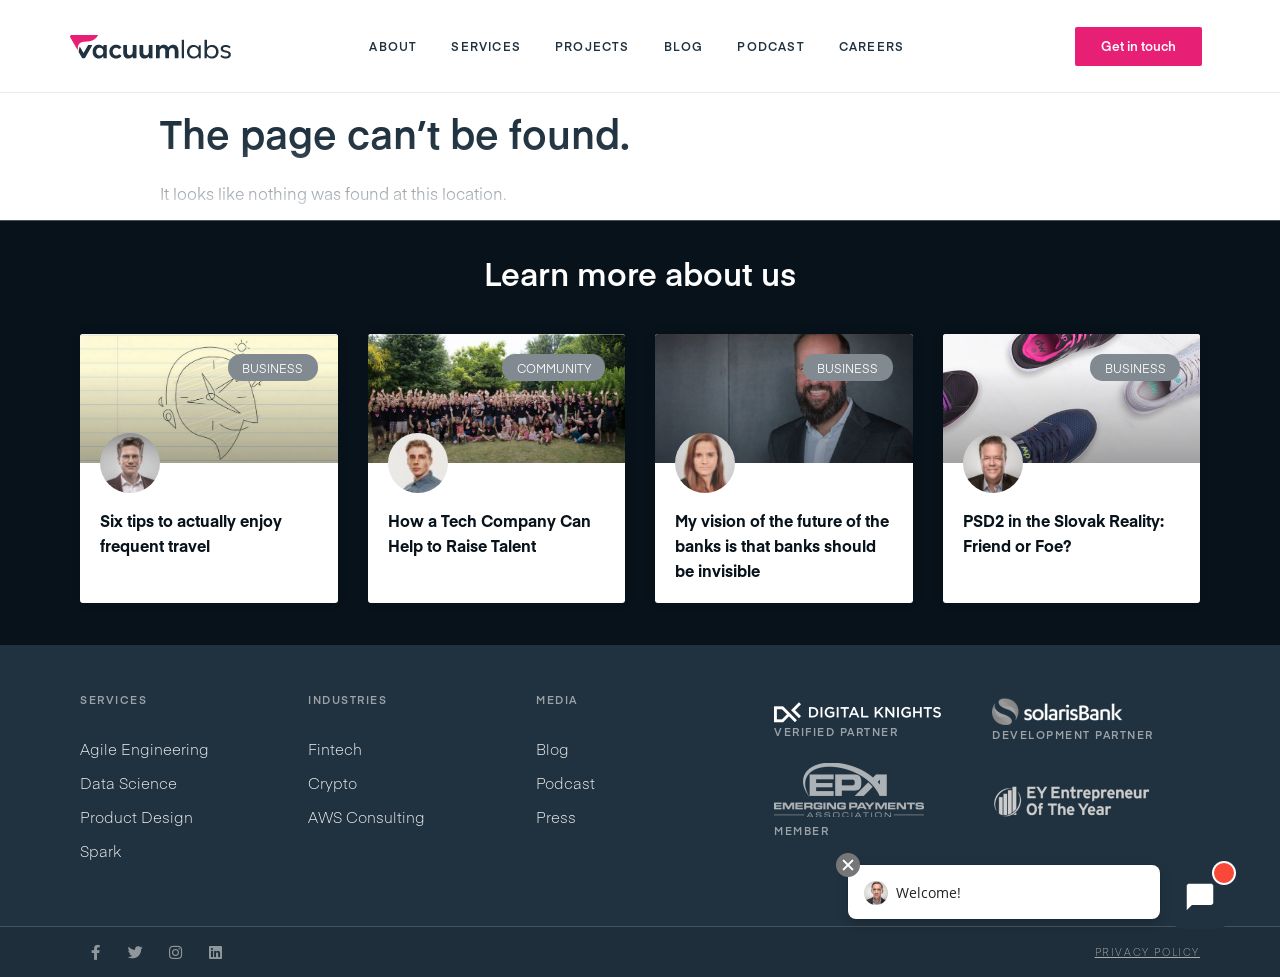 vacuumlabs
ABOUT
SERVICES
PROJECTS
BLOG
PODCAST
CAREERS
Get in touch
The page can’t be found.
It looks like nothing was found at this location.
Learn more about us
BUSINESS
COMMUNITY
BUSINESS
BUSINESS
Six tips to actually enjoy
frequent travel
How a Tech Company Can
Help to Raise Talent
My vision of the future of the
banks is that banks should
be invisible
PSD2 in the Slovak Reality:
Friend or Foe?
SERVICES
Agile Engineering
Data Science
Product Design
Spark
INDUSTRIES
Fintech
Crypto
AWS Consulting
MEDIA
Blog
Podcast
Press
DIGITAL KNIGHTS
VERIFIED PARTNER
solarisBank
DEVELOPMENT PARTNER
EPA
EMERGING PAYMENTS
ASSOCIATION
MEMBER
EY Entrepreneur
Of The Year
Welcome!
PRIVACY POLICY